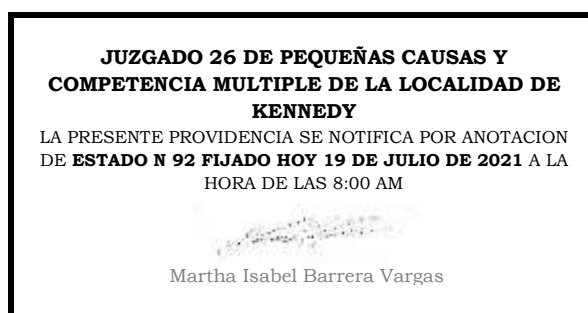 JUZGADO 26 DE PEQUEÑAS CAUSAS Y
COMPETENCIA MULTIPLE DE LA LOCALIDAD DE
KENNEDY
LA PRESENTE PROVIDENCIA SE NOTIFICA POR ANOTACION
DE ESTADO N 92 FIJADO HOY 19 DE JULIO DE 2021 A LA
HORA DE LAS 8:00 AM
Martha Isabel Barrera Vargas